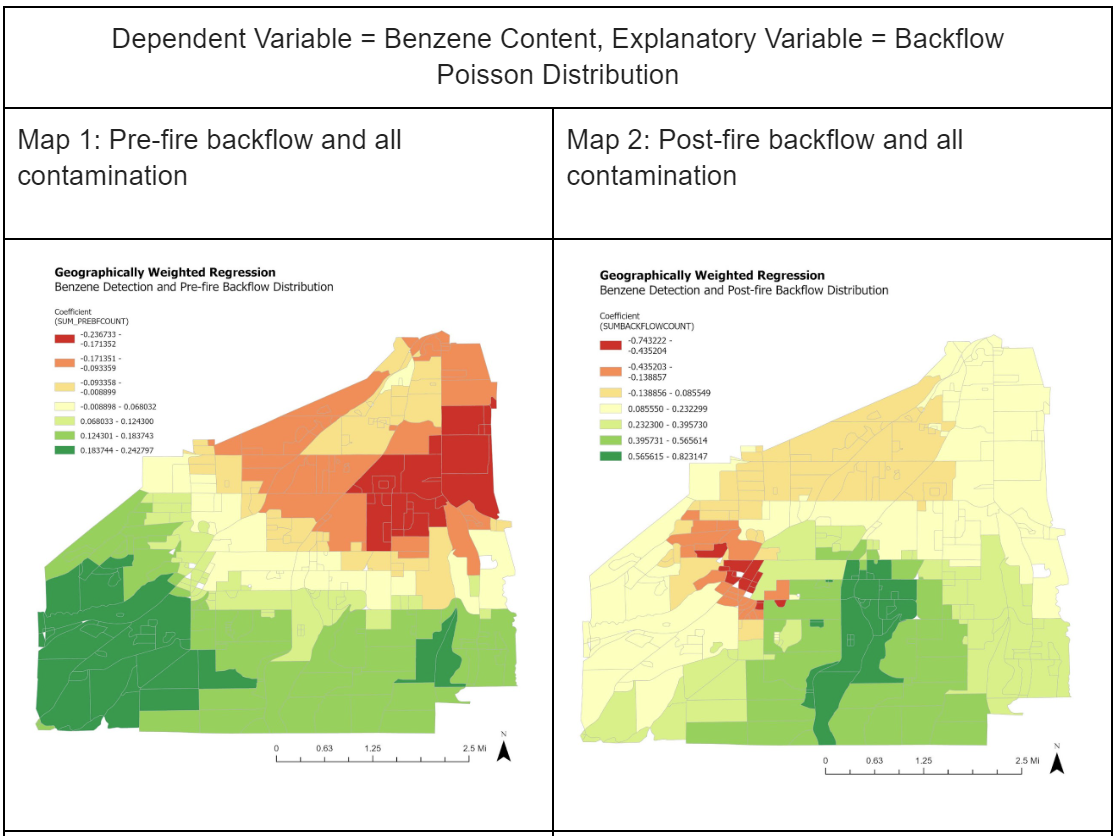 Dependent Variable = Benzene Content, Explanatory Variable = Backflow
Poisson Distribution
Map 1: Pre-fire backflow and all
contamination
Map 2: Post-fire backflow and all
contamination
Geographically Weighted Regression
Benzene Detection and Pre-fire Backflow Distribution
Coefficient
(SUM_PREBFCOUNT)
-0.236733 -
-0.171352
-0.171351 -
-0.093359
-0.093358 -
-0.008899
-0.008898 - 0.068032
0.068033 - 0.124300
0.124301 - 0.183743
0.183744 - 0.242797
N
0 0.63 1.25 2.5 Mi
Geographically Weighted Regression
Benzene Detection and Post-fire Backflow Distribution
Coefficient
(SUMBACKFLOWCOUNT)
-0.743222 -
-0.435204
-0.435203 -
-0.138857
-0.138856 - 0.085549
0.085550 - 0.232299
0.232300 - 0.395730
0.395731 - 0.565614
0.565615 - 0.823147
N
0 0.63 1.25 2.5 Mi